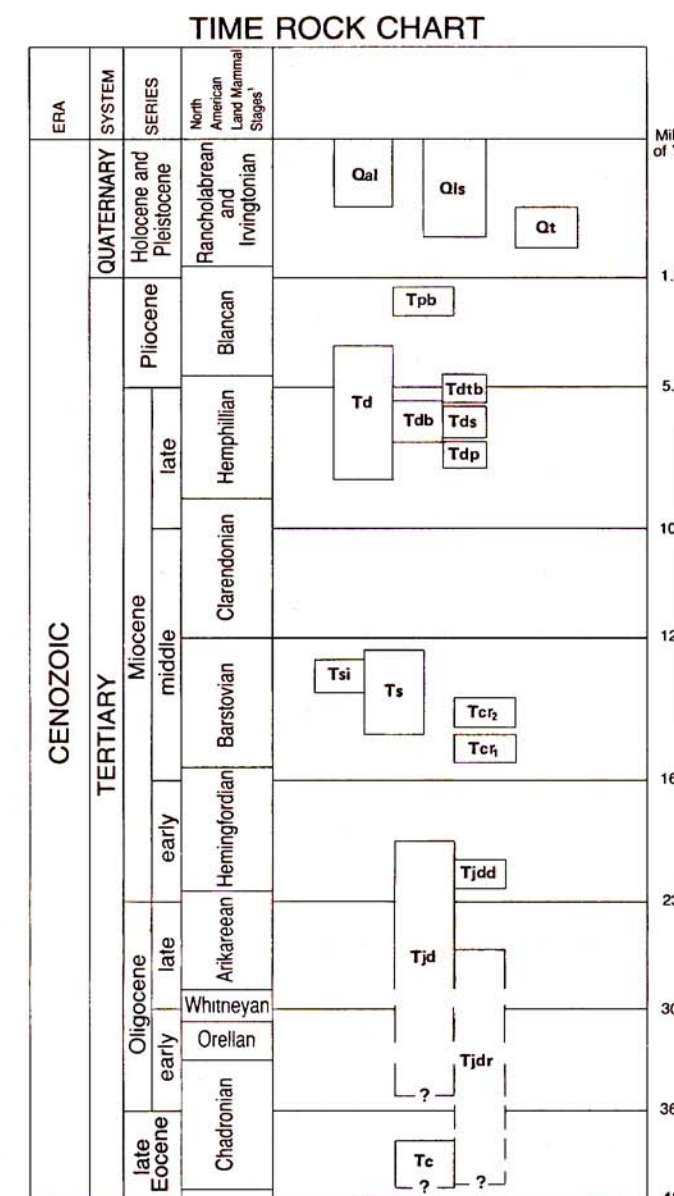 TIME ROCK CHART
ERA
SYSTEM
SERIES
North
American
Land Mammal
Stages¹
Mil
of Y
QUATERNARY
Holocene and
Pleistocene
Rancholabrean
and
Irvingtonian
Qal
Qls
Qt
1.
CENOZOIC
TERTIARY
Pliocene
Blancan
Tpb
5.
Miocene
late
Hemphillian
Td
Tdtb
Tdb
Tds
Tdp
10
middle
Clarendonian
12
Barstovian
Tsi
Ts
Tcr₂
Tcr₁
16
early
Hemingfordian
Tjdd
23
Oligocene
late
Arikareean
Tjd
Whitneyan
30
early
Orellan
Tjdr
Chadronian
?
36
late
Eocene
Tc
?
?